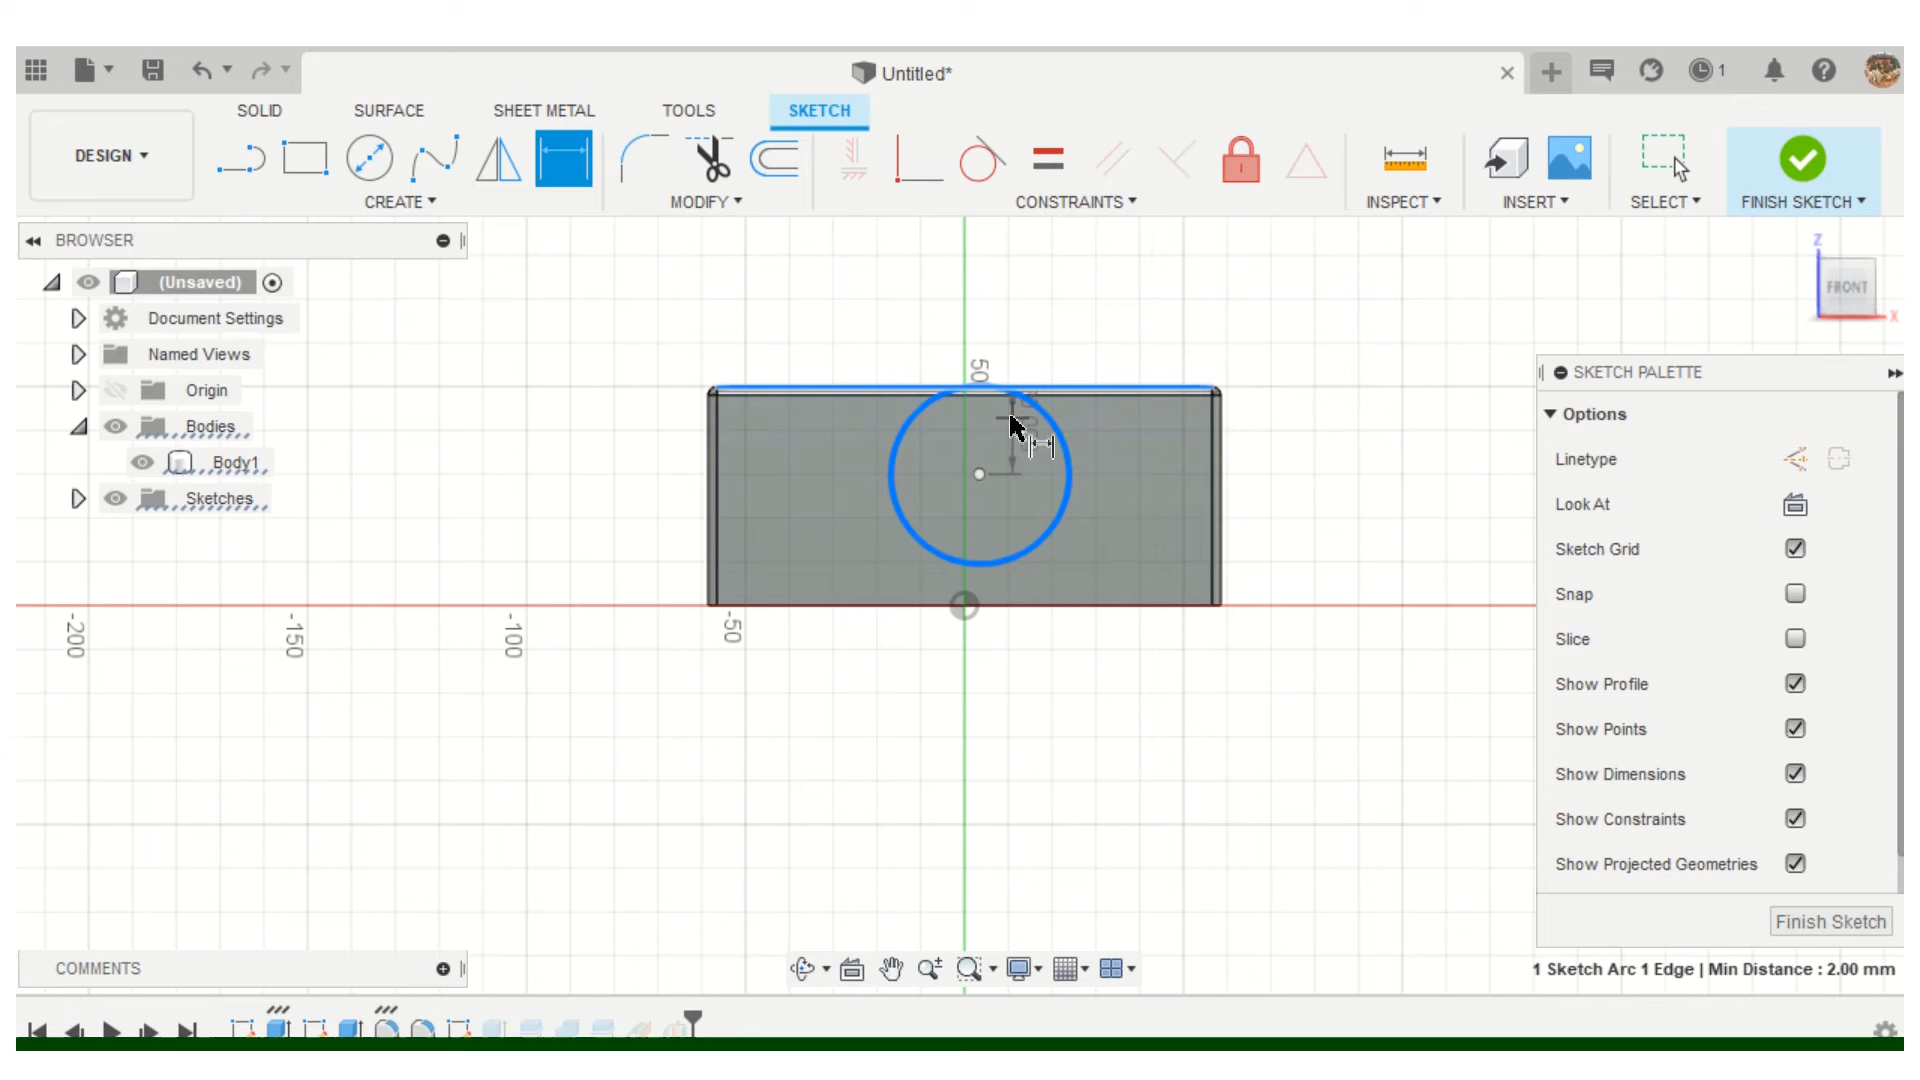 Untitled*
1
SOLID
SURFACE
SHEET METAL
TOOLS
SKETCH
DESIGN
CREATE
MODIFY
CONSTRAINTS
INSPECT
INSERT
SELECT
FINISH SKETCH
BROWSER
(Unsaved)
Document Settings
Named Views
Origin
Bodies
Body1
Sketches
Z
FRONT
X
50
-200
-150
-100
-50
SKETCH PALETTE
Options
Linetype
Look At
Sketch Grid
Snap
Slice
Show Profile
Show Points
Show Dimensions
Show Constraints
Show Projected Geometries
Finish Sketch
COMMENTS
1 Sketch Arc 1 Edge | Min Distance : 2.00 mm